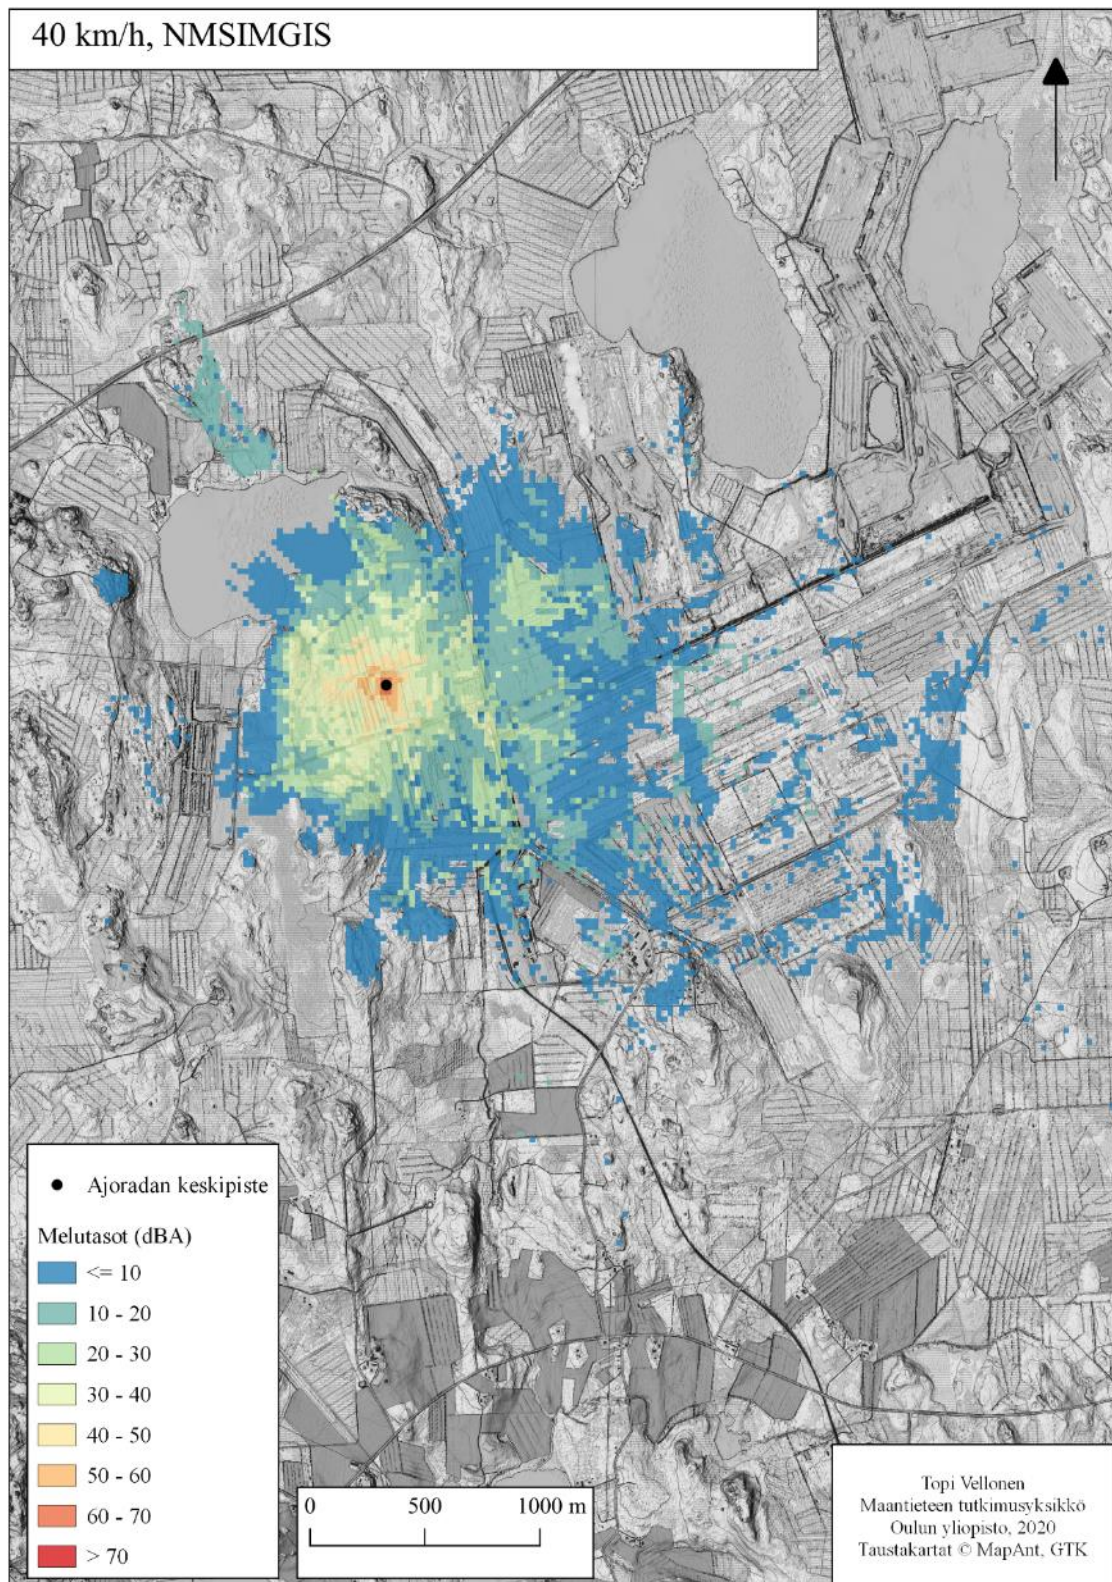 40 km/h, NMSIMGIS
Ajoradan keskipiste
Melutasot (dBA)
<= 10
10 - 20
20 - 30
30 - 40
40 - 50
50 - 60
60 - 70
> 70
0 500 1000 m
Topi Vellonen
Maantieteen tutkimusyksikkö
Oulun yliopisto, 2020
Taustakartat © MapAnt, GTK